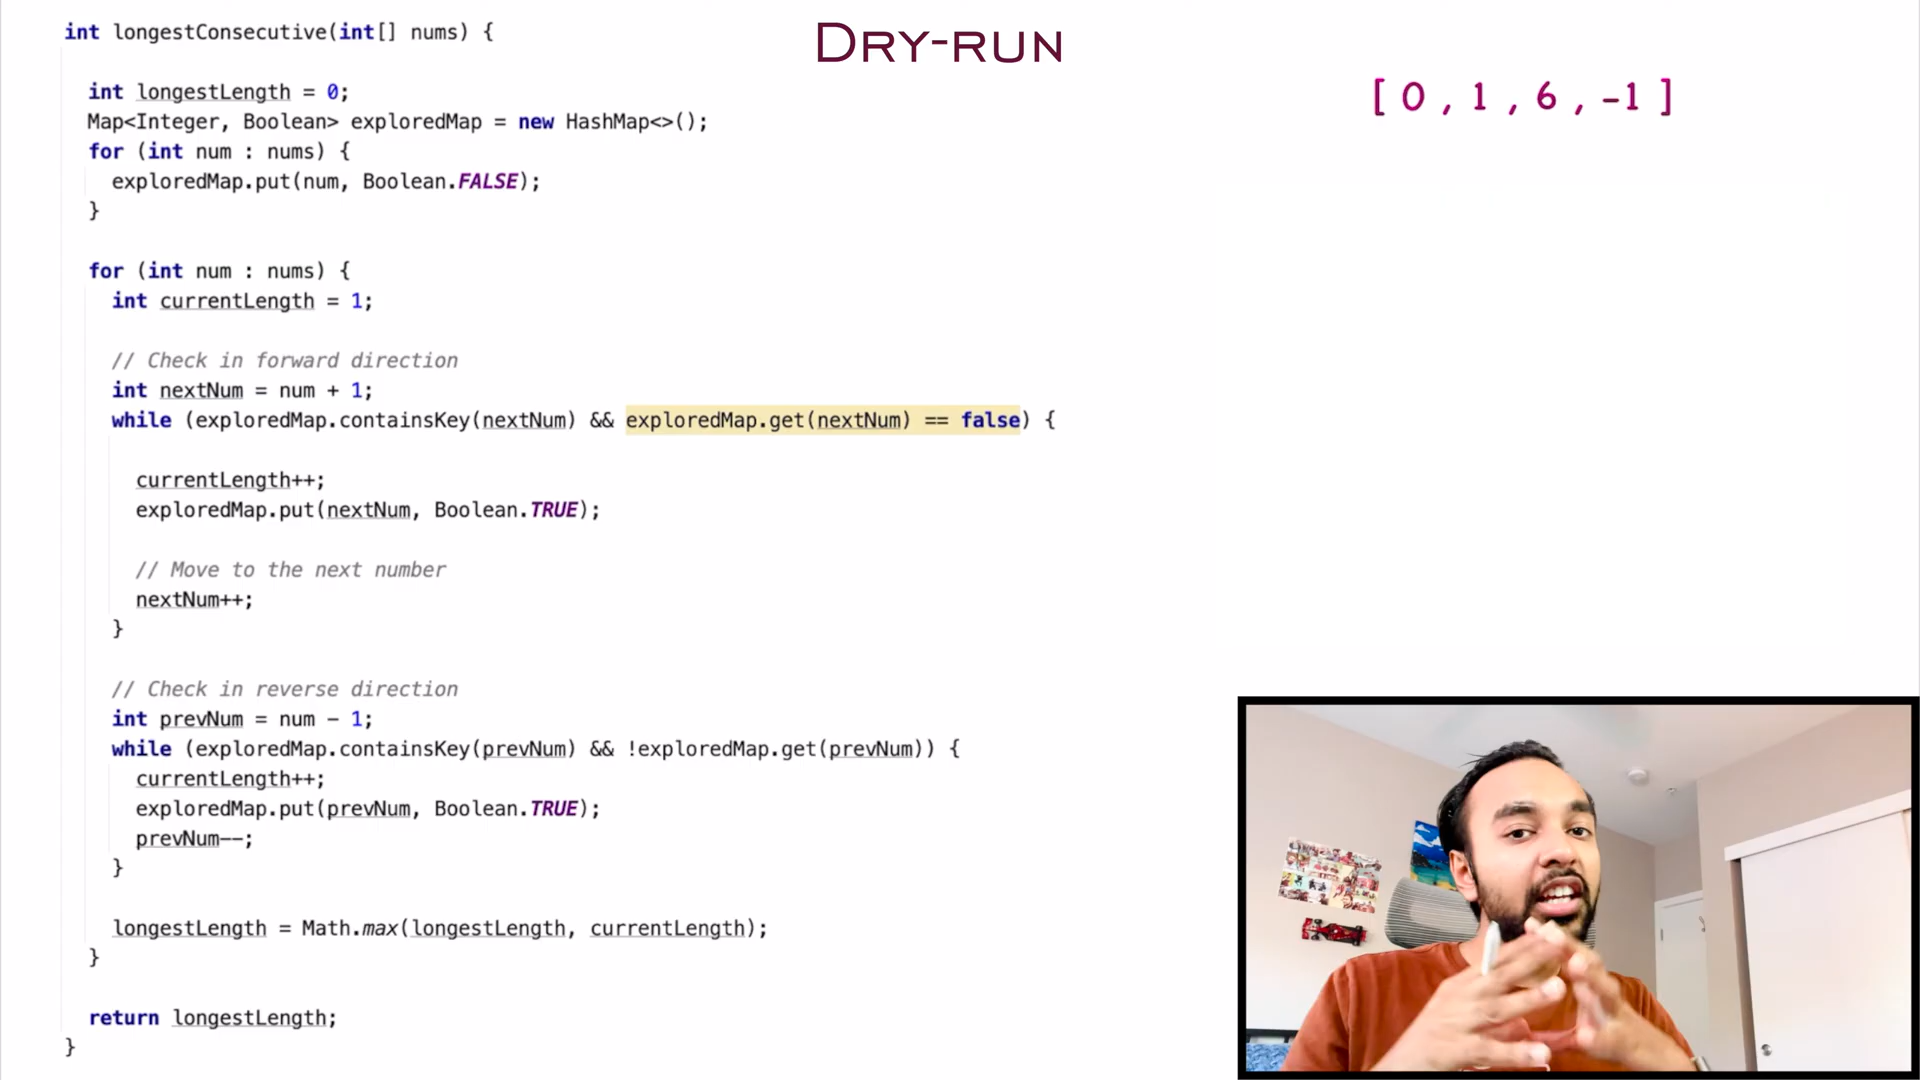 DRY-RUN
[ 0 , 1 , 6 , -1 ]
int longestConsecutive(int[] nums) {
int longestLength = 0;
Map<Integer, Boolean> exploredMap = new HashMap<>();
for (int num : nums) {
exploredMap.put(num, Boolean.FALSE);
}
for (int num : nums) {
int currentLength = 1;
// Check in forward direction
int nextNum = num + 1;
while (exploredMap.containsKey(nextNum) && exploredMap.get(nextNum) == false) {
currentLength++;
exploredMap.put(nextNum, Boolean.TRUE);
// Move to the next number
nextNum++;
}
// Check in reverse direction
int prevNum = num - 1;
while (exploredMap.containsKey(prevNum) && !exploredMap.get(prevNum)) {
currentLength++;
exploredMap.put(prevNum, Boolean.TRUE);
prevNum--;
}
longestLength = Math.max(longestLength, currentLength);
}
return longestLength;
}